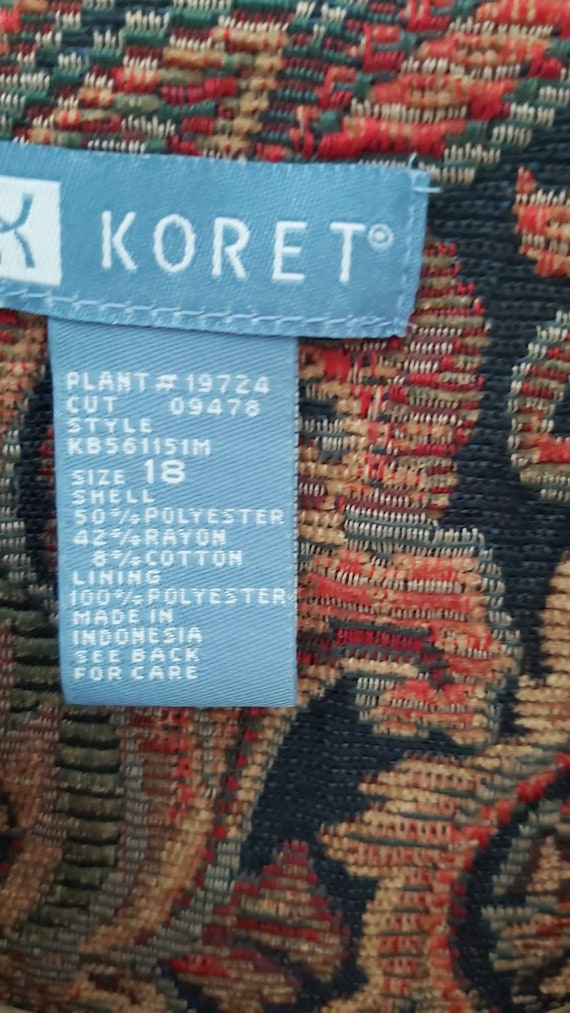 KORET®
PLANT # 19724
CUT 09478
STYLE
KB561151M
SIZE 18
SHELL
50% POLYESTER
42% RAYON
8% COTTON
LINING
100% POLYESTER
MADE IN
INDONESIA
SEE BACK
FOR CARE